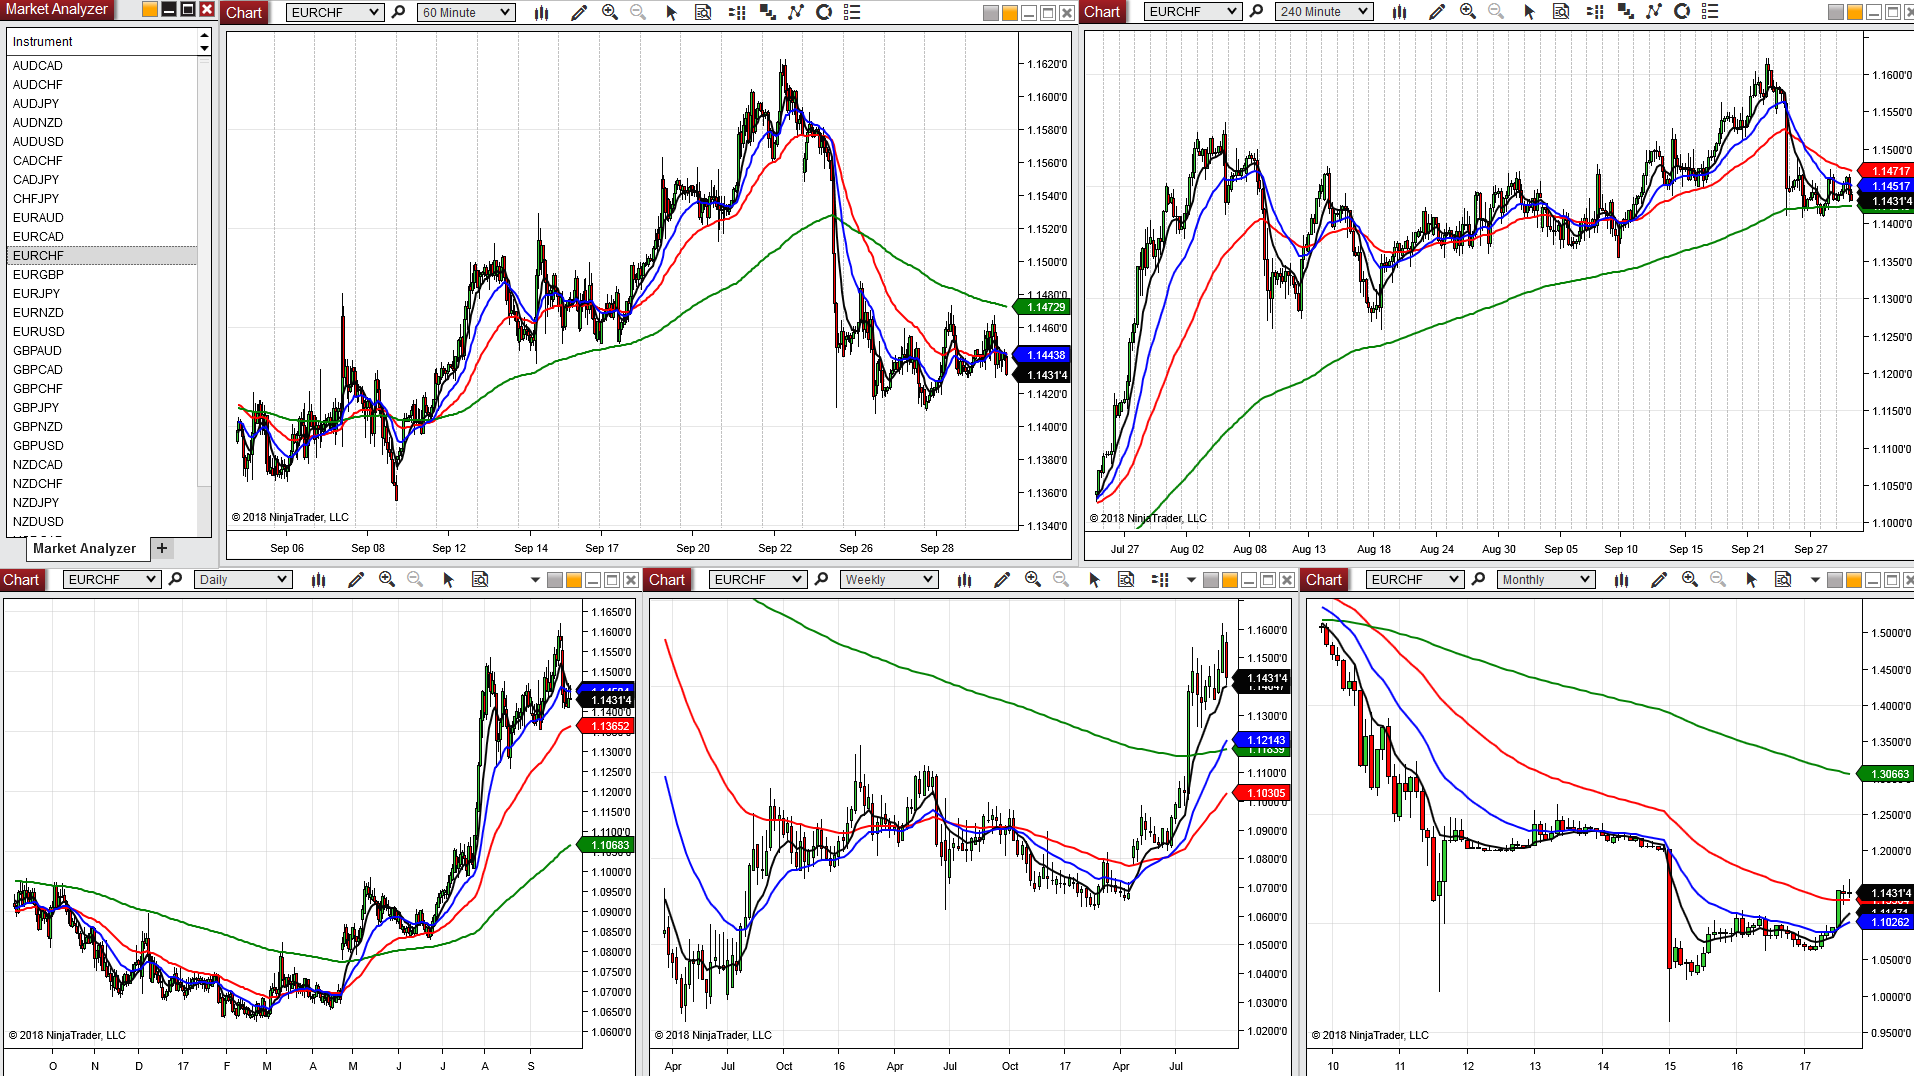 Market Analyzer
Instrument
AUDCAD
AUDCHF
AUDJPY
AUDNZD
AUDUSD
CADCHF
CADJPY
CHFJPY
EURAUD
EURCAD
EURCHF
EURGBP
EURJPY
EURNZD
EURUSD
GBPAUD
GBPCAD
GBPCHF
GBPJPY
GBPNZD
GBPUSD
NZDCAD
NZDCHF
NZDJPY
NZDUSD
Market Analyzer +
Chart EURCHF 60 Minute
1.1620'0
1.1600'0
1.1580'0
1.1560'0
1.1540'0
1.1520'0
1.1500'0
1.1480'0
1.14729
1.1460'0
1.14438
1.1431'4
1.1420'0
1.1400'0
1.1380'0
1.1360'0
1.1340'0
© 2018 NinjaTrader, LLC
Sep 06 Sep 08 Sep 12 Sep 14 Sep 17 Sep 20 Sep 22 Sep 26 Sep 28
Chart EURCHF 240 Minute
1.1600'0
1.1550'0
1.1500'0
1.14717
1.14517
1.1431'4
1.1400'0
1.1350'0
1.1300'0
1.1250'0
1.1200'0
1.1150'0
1.1100'0
1.1050'0
1.1000'0
© 2018 NinjaTrader, LLC
Jul 27 Aug 02 Aug 08 Aug 13 Aug 18 Aug 24 Aug 30 Sep 05 Sep 10 Sep 15 Sep 21 Sep 27
Chart EURCHF Daily
1.1650'0
1.1600'0
1.1550'0
1.1500'0
1.1431'4
1.1400'0
1.13652
1.1300'0
1.1250'0
1.1200'0
1.1150'0
1.1100'0
1.10683
1.1050'0
1.1000'0
1.0950'0
1.0900'0
1.0850'0
1.0800'0
1.0750'0
1.0700'0
1.0650'0
1.0600'0
© 2018 NinjaTrader, LLC
O N D 17 F M A M J J A S
Chart EURCHF Weekly
1.1600'0
1.1500'0
1.1431'4
1.1300'0
1.12143
1.1100'0
1.10305
1.1000'0
1.0900'0
1.0800'0
1.0700'0
1.0600'0
1.0500'0
1.0400'0
1.0300'0
1.0200'0
© 2018 NinjaTrader, LLC
Apr Jul Oct 16 Apr Jul Oct 17 Apr Jul
Chart EURCHF Monthly
1.5000'0
1.4500'0
1.4000'0
1.3500'0
1.30663
1.2500'0
1.2000'0
1.1431'4
1.10262
1.0500'0
1.0000'0
0.9500'0
© 2018 NinjaTrader, LLC
10 11 12 13 14 15 16 17